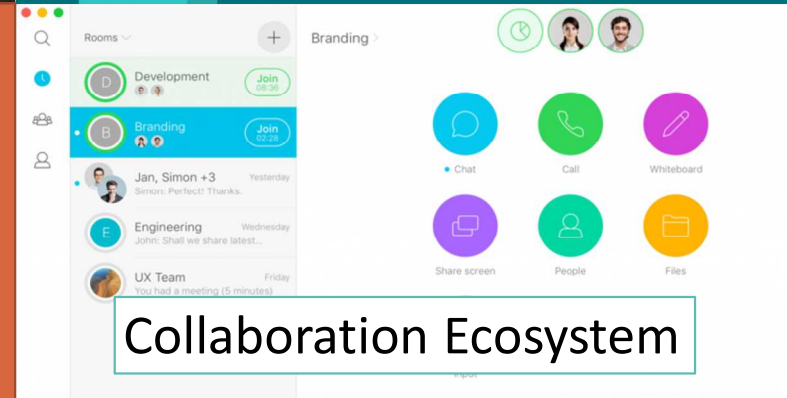 Rooms
Branding
D
Development
Join
08:36
B
Branding
Join
02:28
Jan, Simon +3
Yesterday
Simon: Perfect! Thanks.
E
Engineering
Wednesday
John: Shall we share latest...
UX Team
Friday
You had a meeting (5 minutes)
Chat
Call
Whiteboard
Share screen
People
Files
Collaboration Ecosystem